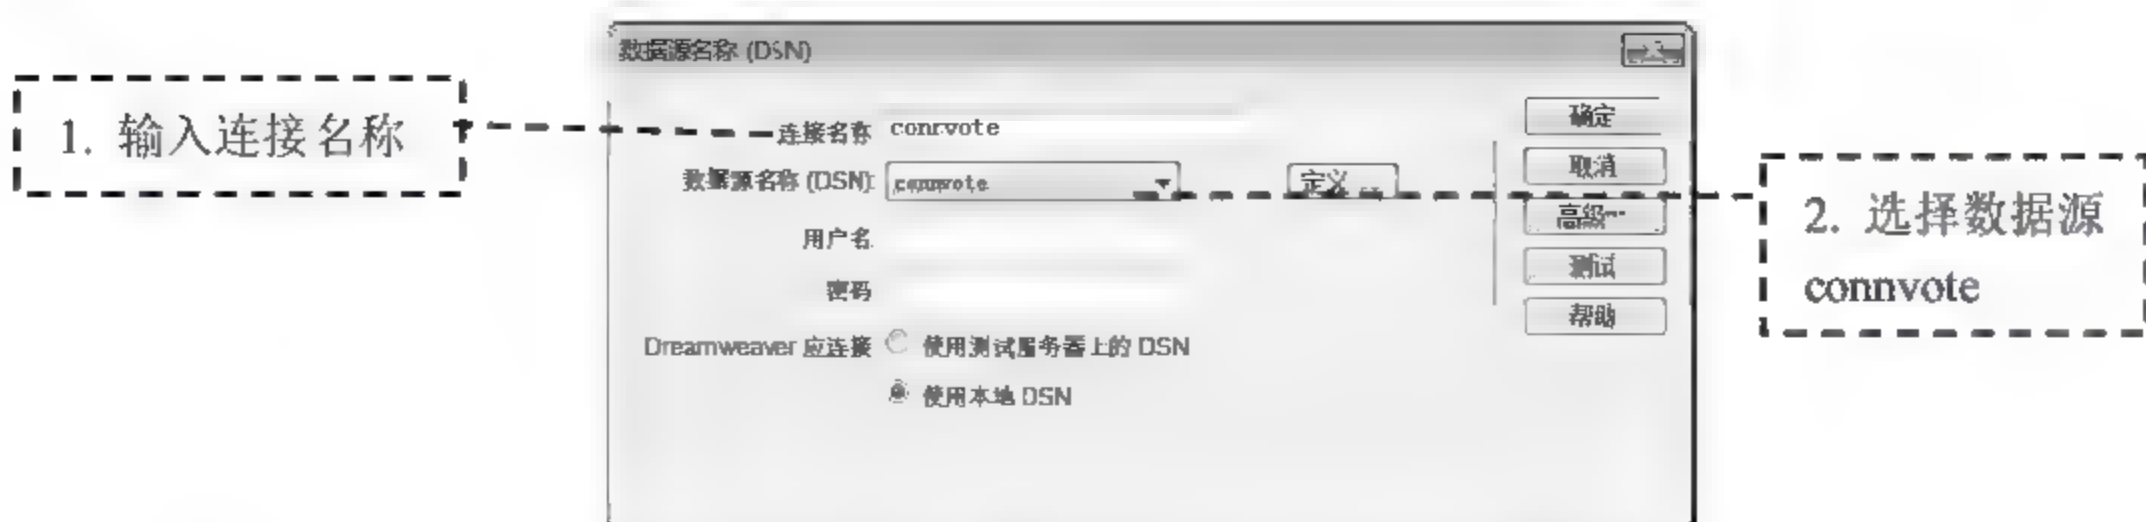 数据源名称 (DSN)
1. 输入连接名称
连接名称 connvote
确定
数据源名称 (DSN): connvote 定义...
取消
2. 选择数据源
connvote
高级...
用户名
测试
密码
帮助
Dreamweaver 应连接 使用测试服务器上的 DSN
使用本地 DSN